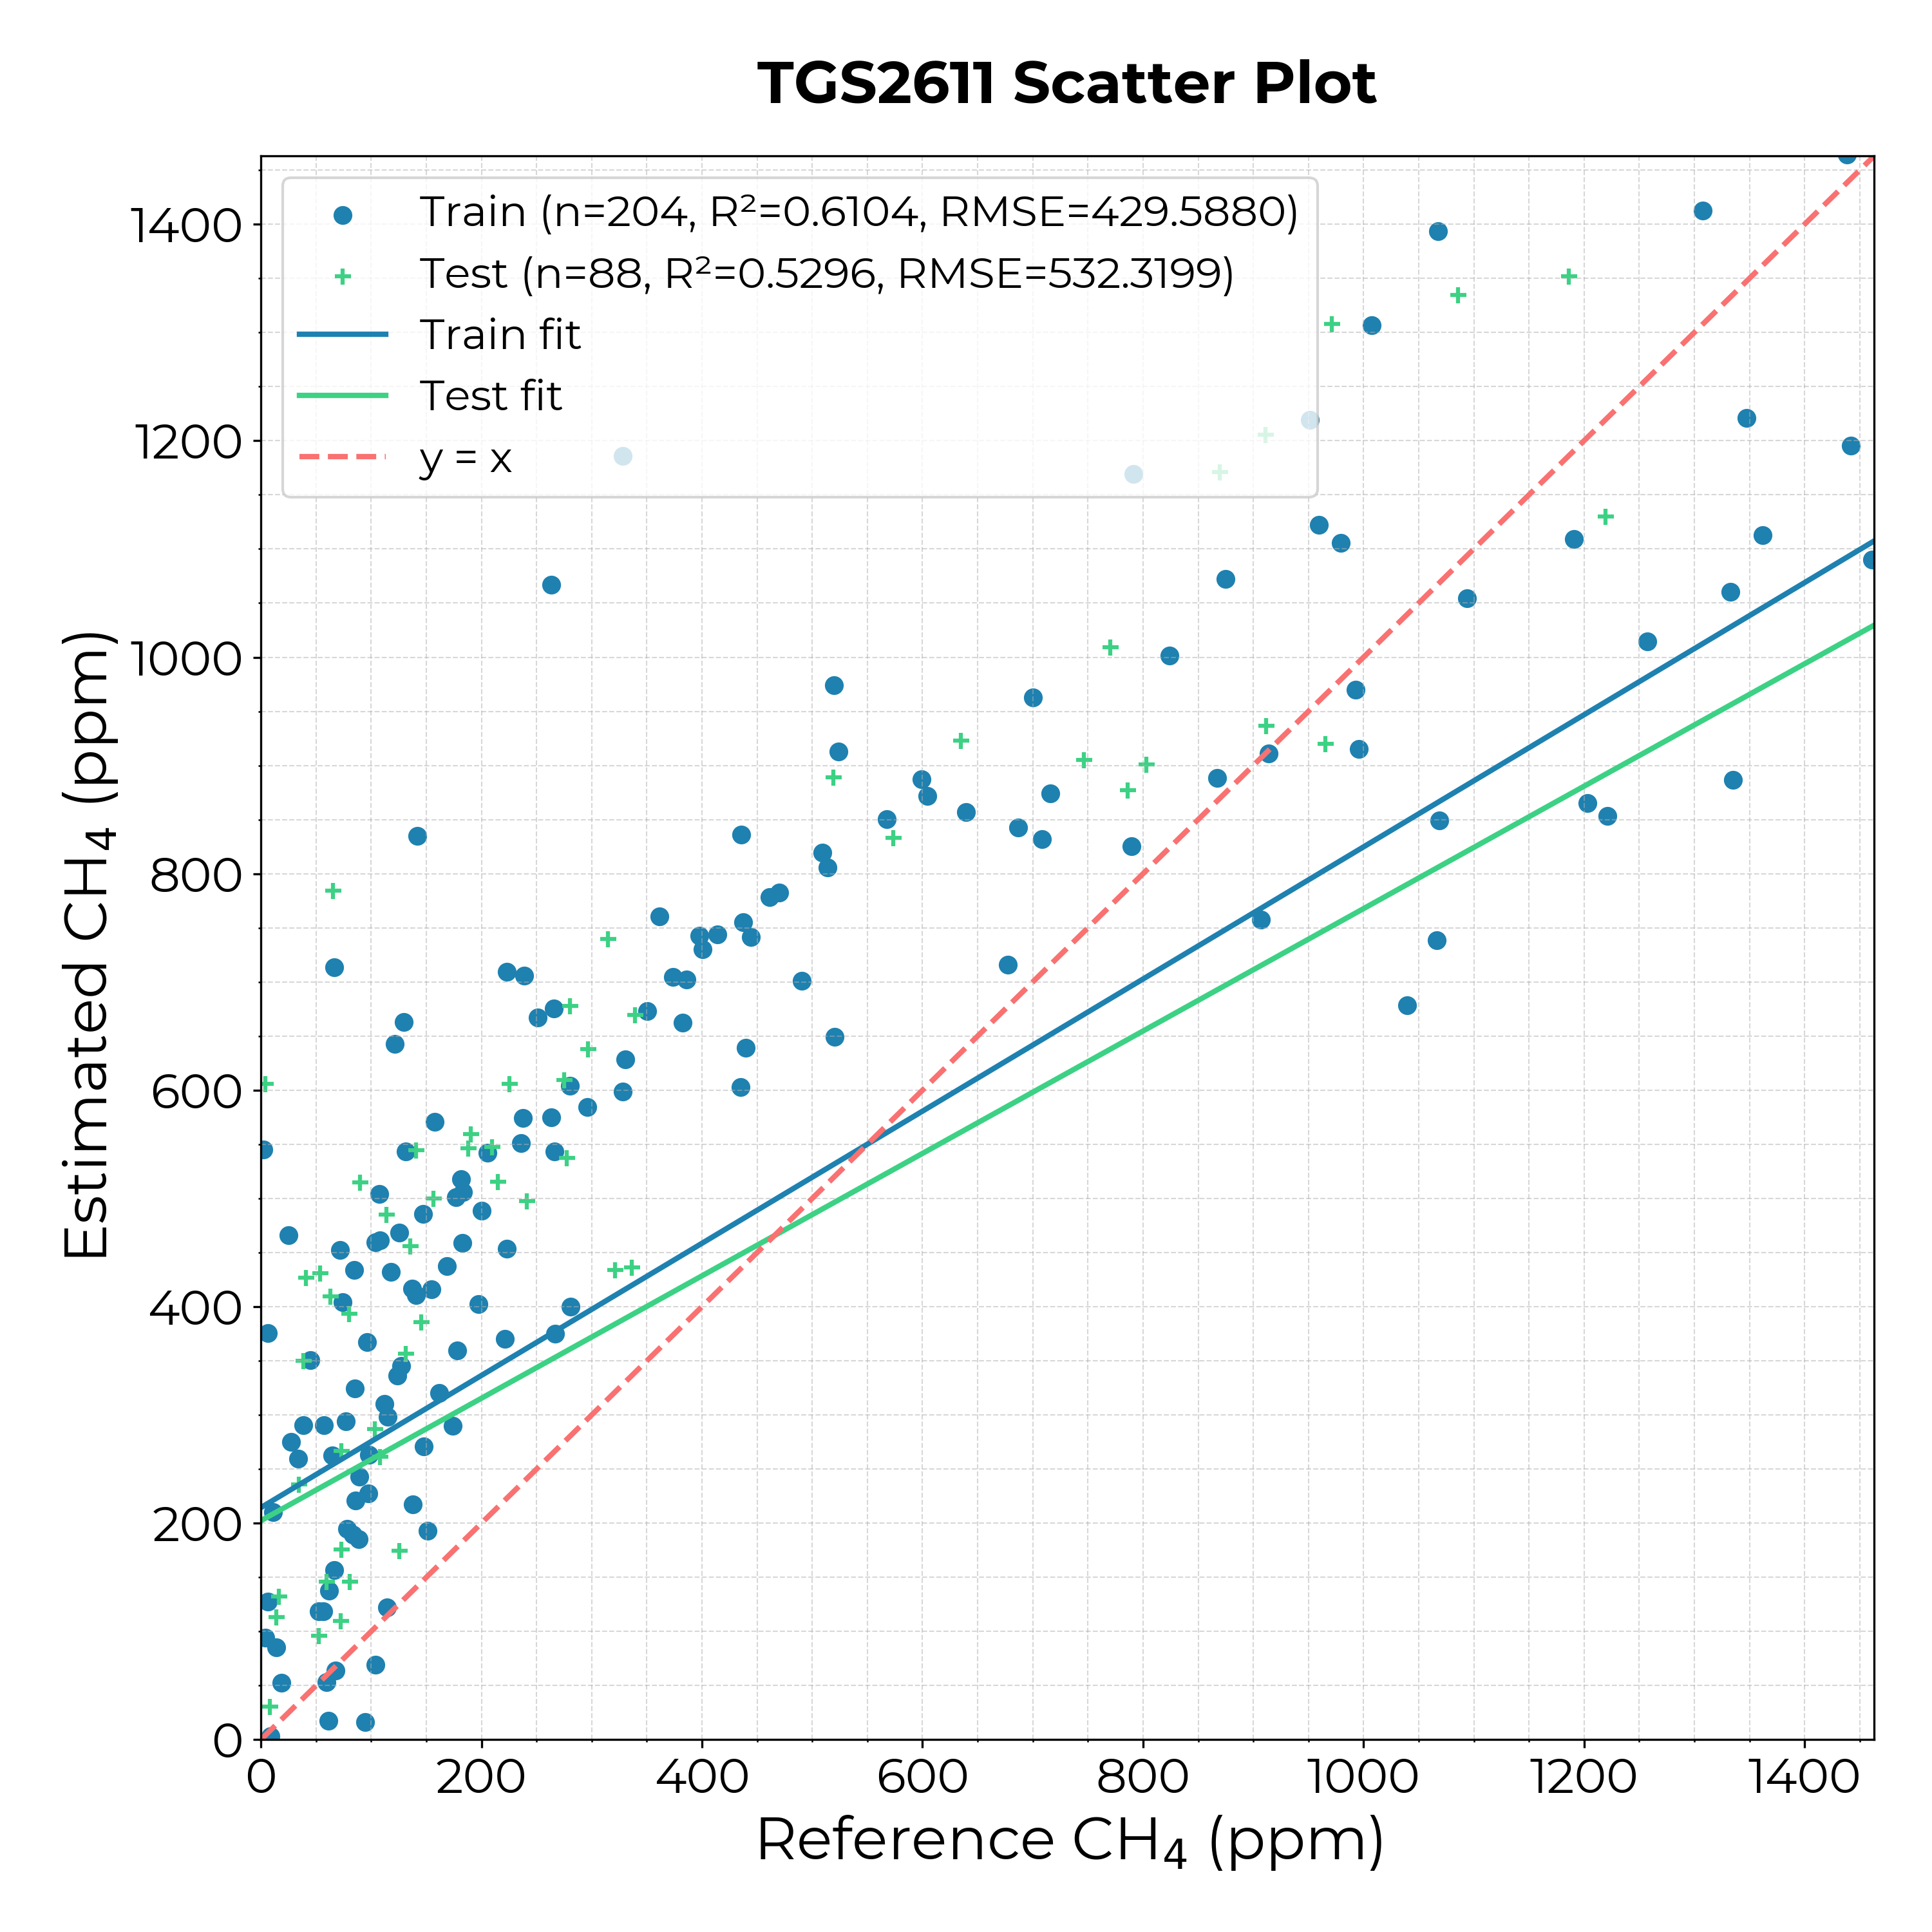 TGS2611 Scatter Plot
Train (n=204, R²=0.6104, RMSE=429.5880)
Test (n=88, R²=0.5296, RMSE=532.3199)
Train fit
Test fit
y = x
Estimated CH₄ (ppm)
1400
1200
1000
800
600
400
200
0
0 200 400 600 800 1000 1200 1400
Reference CH₄ (ppm)